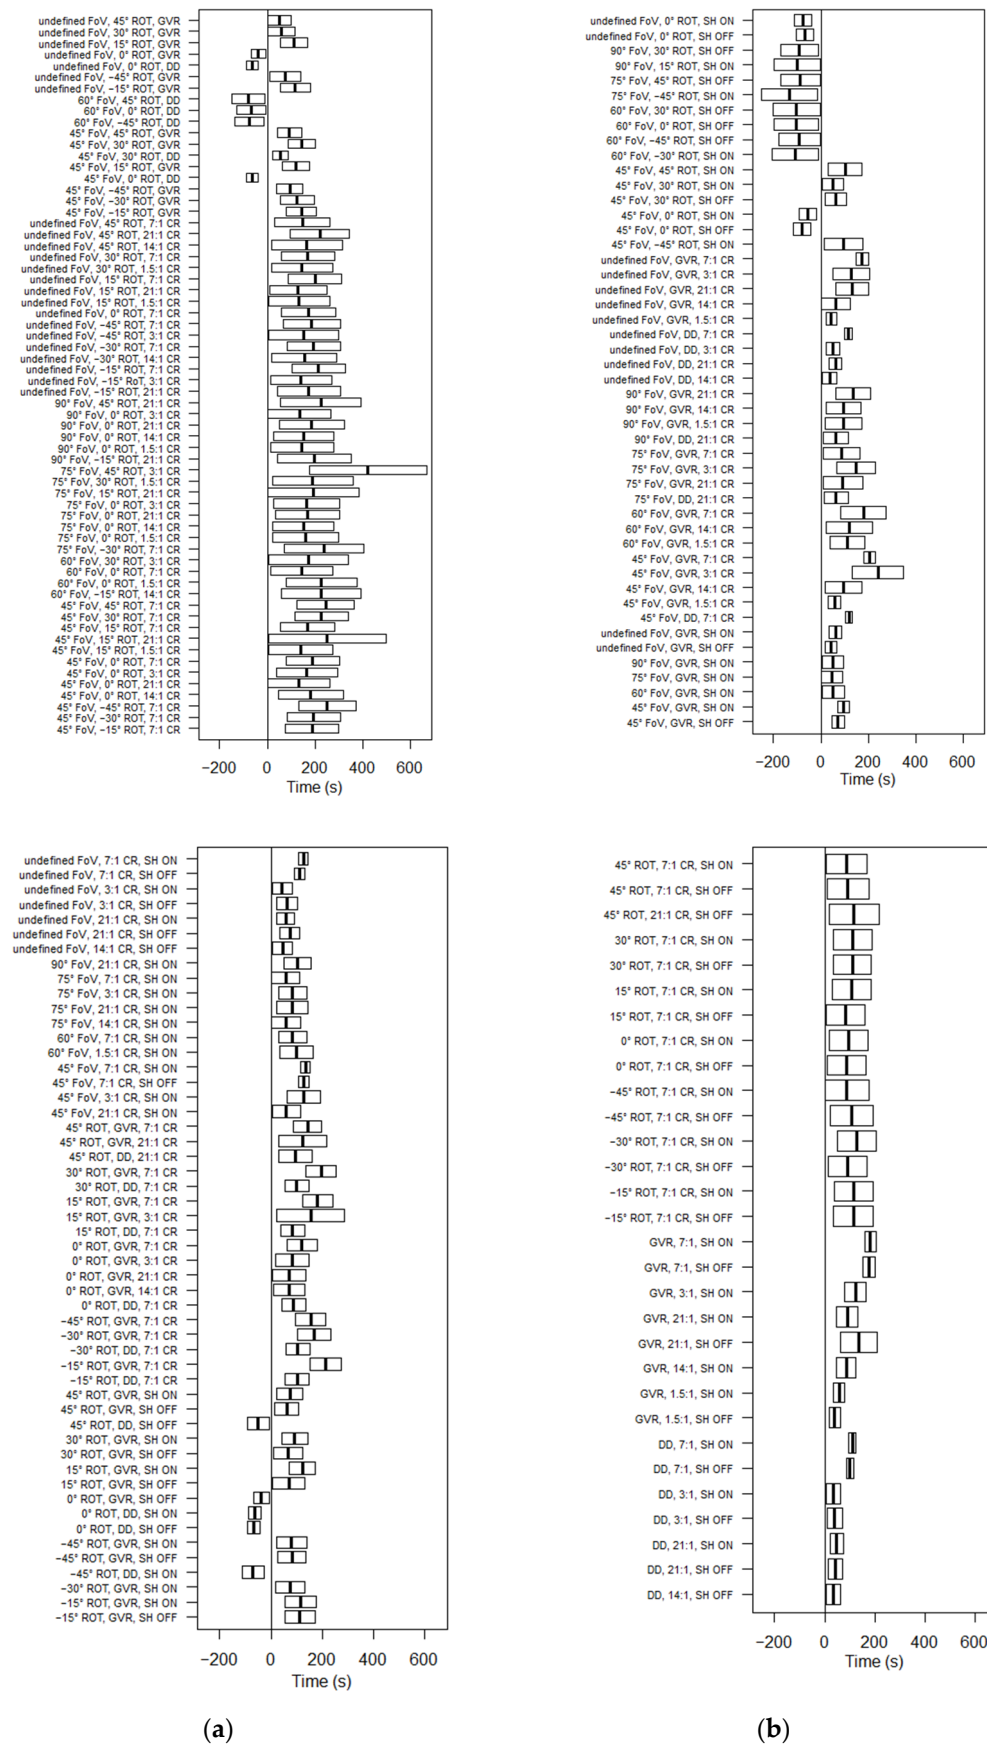 undefined FoV, 45° ROT, GVR
undefined FoV, 30° ROT, GVR
undefined FoV, 15° ROT, GVR
undefined FoV, 0° ROT, GVR
undefined FoV, 0° ROT, DD
undefined FoV, −45° ROT, GVR
undefined FoV, −15° ROT, GVR
60° FoV, 45° ROT, DD
60° FoV, 0° ROT, DD
60° FoV, −45° ROT, DD
45° FoV, 45° ROT, GVR
45° FoV, 30° ROT, GVR
45° FoV, 30° ROT, DD
45° FoV, 15° ROT, GVR
45° FoV, 0° ROT, DD
45° FoV, −45° ROT, GVR
45° FoV, −30° ROT, GVR
45° FoV, −15° ROT, GVR
undefined FoV, 45° ROT, 7:1 CR
undefined FoV, 45° ROT, 21:1 CR
undefined FoV, 45° ROT, 14:1 CR
undefined FoV, 30° ROT, 7:1 CR
undefined FoV, 30° ROT, 1.5:1 CR
undefined FoV, 15° ROT, 7:1 CR
undefined FoV, 15° ROT, 21:1 CR
undefined FoV, 15° ROT, 1.5:1 CR
undefined FoV, 0° ROT, 7:1 CR
undefined FoV, −45° ROT, 7:1 CR
undefined FoV, −45° ROT, 3:1 CR
undefined FoV, −30° ROT, 7:1 CR
undefined FoV, −30° ROT, 14:1 CR
undefined FoV, −15° ROT, 7:1 CR
undefined FoV, −15° RoT, 3:1 CR
undefined FoV, −15° ROT, 21:1 CR
90° FoV, 45° ROT, 21:1 CR
90° FoV, 0° ROT, 3:1 CR
90° FoV, 0° ROT, 21:1 CR
90° FoV, 0° ROT, 14:1 CR
90° FoV, 0° ROT, 1.5:1 CR
90° FoV, −15° ROT, 21:1 CR
75° FoV, 45° ROT, 3:1 CR
75° FoV, 30° ROT, 1.5:1 CR
75° FoV, 15° ROT, 21:1 CR
75° FoV, 0° ROT, 3:1 CR
75° FoV, 0° ROT, 21:1 CR
75° FoV, 0° ROT, 14:1 CR
75° FoV, 0° ROT, 1.5:1 CR
75° FoV, −30° ROT, 7:1 CR
60° FoV, 30° ROT, 3:1 CR
60° FoV, 0° ROT, 7:1 CR
60° FoV, 0° ROT, 1.5:1 CR
60° FoV, −15° ROT, 14:1 CR
45° FoV, 45° ROT, 7:1 CR
45° FoV, 30° ROT, 7:1 CR
45° FoV, 15° ROT, 7:1 CR
45° FoV, 15° ROT, 21:1 CR
45° FoV, 15° ROT, 1.5:1 CR
45° FoV, 0° ROT, 7:1 CR
45° FoV, 0° ROT, 3:1 CR
45° FoV, 0° ROT, 21:1 CR
45° FoV, 0° ROT, 14:1 CR
45° FoV, −45° ROT, 7:1 CR
45° FoV, −30° ROT, 7:1 CR
45° FoV, −15° ROT, 7:1 CR
−200 0 200 400 600
Time (s)
undefined FoV, 0° ROT, SH ON
undefined FoV, 0° ROT, SH OFF
90° FoV, 30° ROT, SH OFF
90° FoV, 15° ROT, SH ON
75° FoV, 45° ROT, SH OFF
75° FoV, −45° ROT, SH ON
60° FoV, 30° ROT, SH OFF
60° FoV, 0° ROT, SH OFF
60° FoV, −45° ROT, SH OFF
60° FoV, −30° ROT, SH ON
45° FoV, 45° ROT, SH ON
45° FoV, 30° ROT, SH ON
45° FoV, 30° ROT, SH OFF
45° FoV, 0° ROT, SH ON
45° FoV, 0° ROT, SH OFF
45° FoV, −45° ROT, SH ON
undefined FoV, GVR, 7:1 CR
undefined FoV, GVR, 3:1 CR
undefined FoV, GVR, 21:1 CR
undefined FoV, GVR, 14:1 CR
undefined FoV, GVR, 1.5:1 CR
undefined FoV, DD, 7:1 CR
undefined FoV, DD, 3:1 CR
undefined FoV, DD, 21:1 CR
undefined FoV, DD, 14:1 CR
90° FoV, GVR, 21:1 CR
90° FoV, GVR, 14:1 CR
90° FoV, GVR, 1.5:1 CR
90° FoV, DD, 21:1 CR
75° FoV, GVR, 7:1 CR
75° FoV, GVR, 3:1 CR
75° FoV, GVR, 21:1 CR
75° FoV, DD, 21:1 CR
60° FoV, GVR, 7:1 CR
60° FoV, GVR, 14:1 CR
60° FoV, GVR, 1.5:1 CR
45° FoV, GVR, 7:1 CR
45° FoV, GVR, 3:1 CR
45° FoV, GVR, 14:1 CR
45° FoV, GVR, 1.5:1 CR
45° FoV, DD, 7:1 CR
undefined FoV, GVR, SH ON
undefined FoV, GVR, SH OFF
90° FoV, GVR, SH ON
75° FoV, GVR, SH ON
60° FoV, GVR, SH ON
45° FoV, GVR, SH ON
45° FoV, GVR, SH OFF
−200 0 200 400 600
Time (s)
undefined FoV, 7:1 CR, SH ON
undefined FoV, 7:1 CR, SH OFF
undefined FoV, 3:1 CR, SH ON
undefined FoV, 3:1 CR, SH OFF
undefined FoV, 21:1 CR, SH ON
undefined FoV, 21:1 CR, SH OFF
undefined FoV, 14:1 CR, SH OFF
90° FoV, 21:1 CR, SH ON
75° FoV, 7:1 CR, SH ON
75° FoV, 3:1 CR, SH ON
75° FoV, 21:1 CR, SH ON
75° FoV, 14:1 CR, SH ON
60° FoV, 7:1 CR, SH ON
60° FoV, 1.5:1 CR, SH ON
45° FoV, 7:1 CR, SH ON
45° FoV, 7:1 CR, SH OFF
45° FoV, 3:1 CR, SH ON
45° FoV, 21:1 CR, SH ON
45° ROT, GVR, 7:1 CR
45° ROT, GVR, 21:1 CR
45° ROT, DD, 21:1 CR
30° ROT, GVR, 7:1 CR
30° ROT, DD, 7:1 CR
15° ROT, GVR, 7:1 CR
15° ROT, GVR, 3:1 CR
15° ROT, DD, 7:1 CR
0° ROT, GVR, 7:1 CR
0° ROT, GVR, 3:1 CR
0° ROT, GVR, 21:1 CR
0° ROT, GVR, 14:1 CR
0° ROT, DD, 7:1 CR
−45° ROT, GVR, 7:1 CR
−30° ROT, GVR, 7:1 CR
−30° ROT, DD, 7:1 CR
−15° ROT, GVR, 7:1 CR
−15° ROT, DD, 7:1 CR
45° ROT, GVR, SH ON
45° ROT, GVR, SH OFF
45° ROT, DD, SH OFF
30° ROT, GVR, SH ON
30° ROT, GVR, SH OFF
15° ROT, GVR, SH ON
15° ROT, GVR, SH OFF
0° ROT, GVR, SH OFF
0° ROT, DD, SH ON
0° ROT, DD, SH OFF
−45° ROT, GVR, SH ON
−45° ROT, GVR, SH OFF
−45° ROT, DD, SH ON
−30° ROT, GVR, SH ON
−15° ROT, GVR, SH ON
−15° ROT, GVR, SH OFF
−200 0 200 400 600
Time (s)
45° ROT, 7:1 CR, SH ON
45° ROT, 7:1 CR, SH OFF
45° ROT, 21:1 CR, SH OFF
30° ROT, 7:1 CR, SH ON
30° ROT, 7:1 CR, SH OFF
15° ROT, 7:1 CR, SH ON
15° ROT, 7:1 CR, SH OFF
0° ROT, 7:1 CR, SH ON
0° ROT, 7:1 CR, SH OFF
−45° ROT, 7:1 CR, SH ON
−45° ROT, 7:1 CR, SH OFF
−30° ROT, 7:1 CR, SH ON
−30° ROT, 7:1 CR, SH OFF
−15° ROT, 7:1 CR, SH ON
−15° ROT, 7:1 CR, SH OFF
GVR, 7:1, SH ON
GVR, 7:1, SH OFF
GVR, 3:1, SH ON
GVR, 21:1, SH ON
GVR, 21:1, SH OFF
GVR, 14:1, SH ON
GVR, 1.5:1, SH ON
GVR, 1.5:1, SH OFF
DD, 7:1, SH ON
DD, 7:1, SH OFF
DD, 3:1, SH ON
DD, 3:1, SH OFF
DD, 21:1, SH ON
DD, 21:1, SH OFF
DD, 14:1, SH OFF
−200 0 200 400 600
Time (s)
(a)
(b)